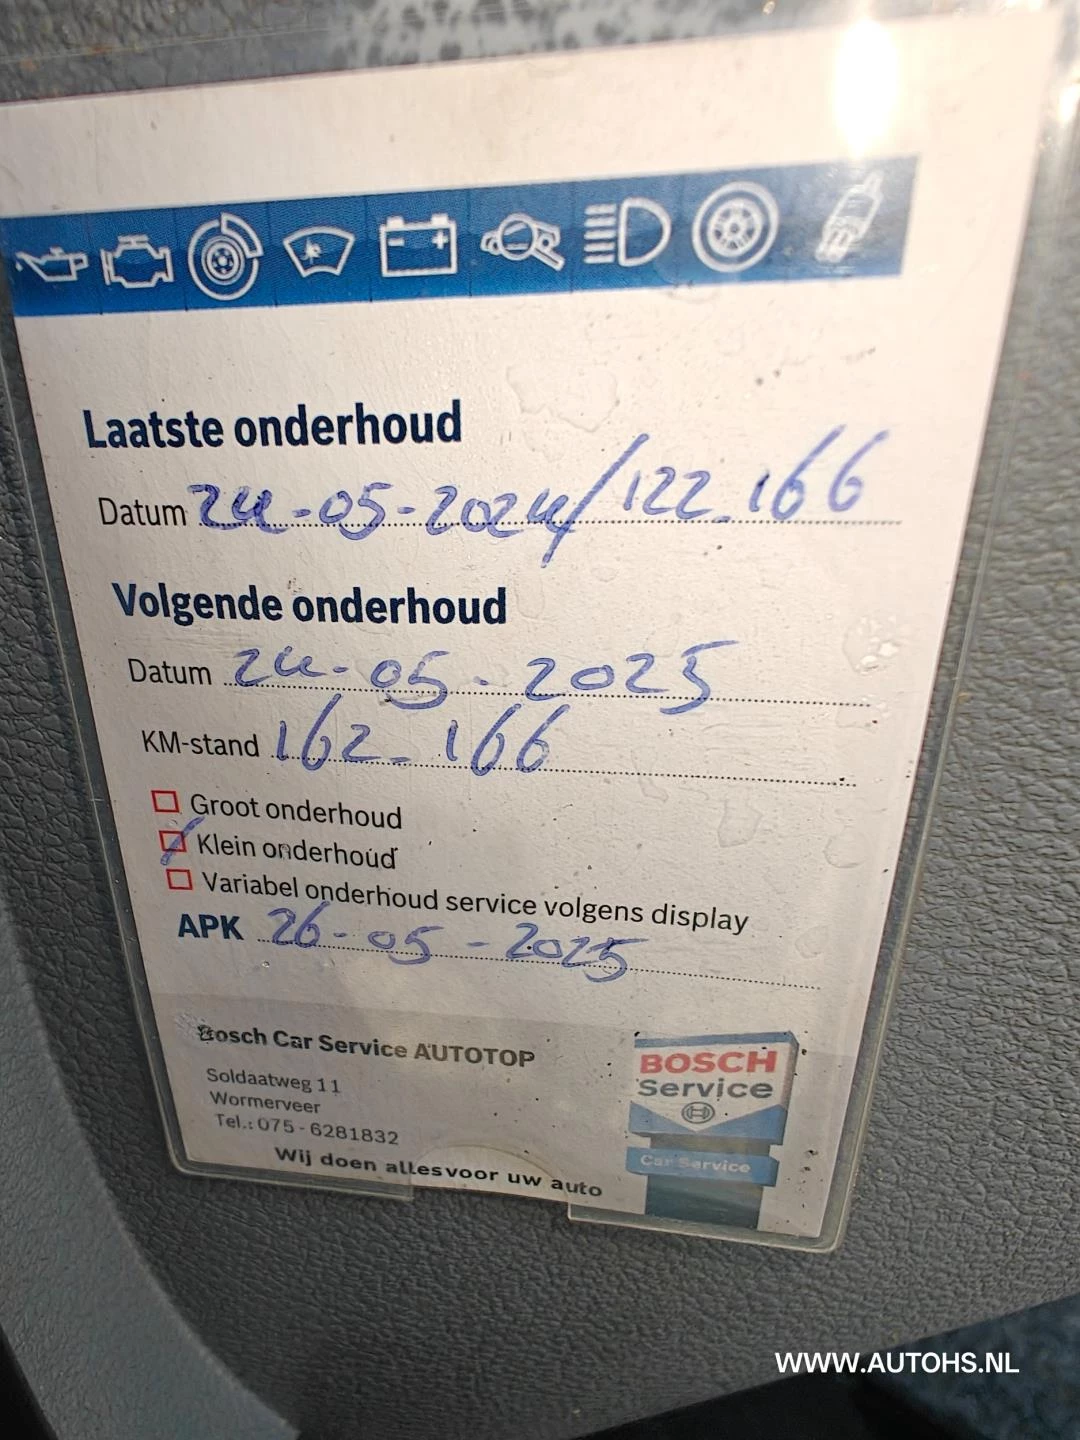 Laatste onderhoud
Datum 24-05-2024/122.166
Volgende onderhoud
Datum 24-05-2025
KM-stand 162.166
Groot onderhoud
Klein onderhoud
Variabel onderhoud service volgens display
APK 26-05-2025
Bosch Car Service AUTOTOP
Soldaatweg 11
Wormerveer
Tel.: 075-6281832
Wij doen allesvoor uw auto
BOSCH
Service
Car Service
WWW.AUTOHS.NL